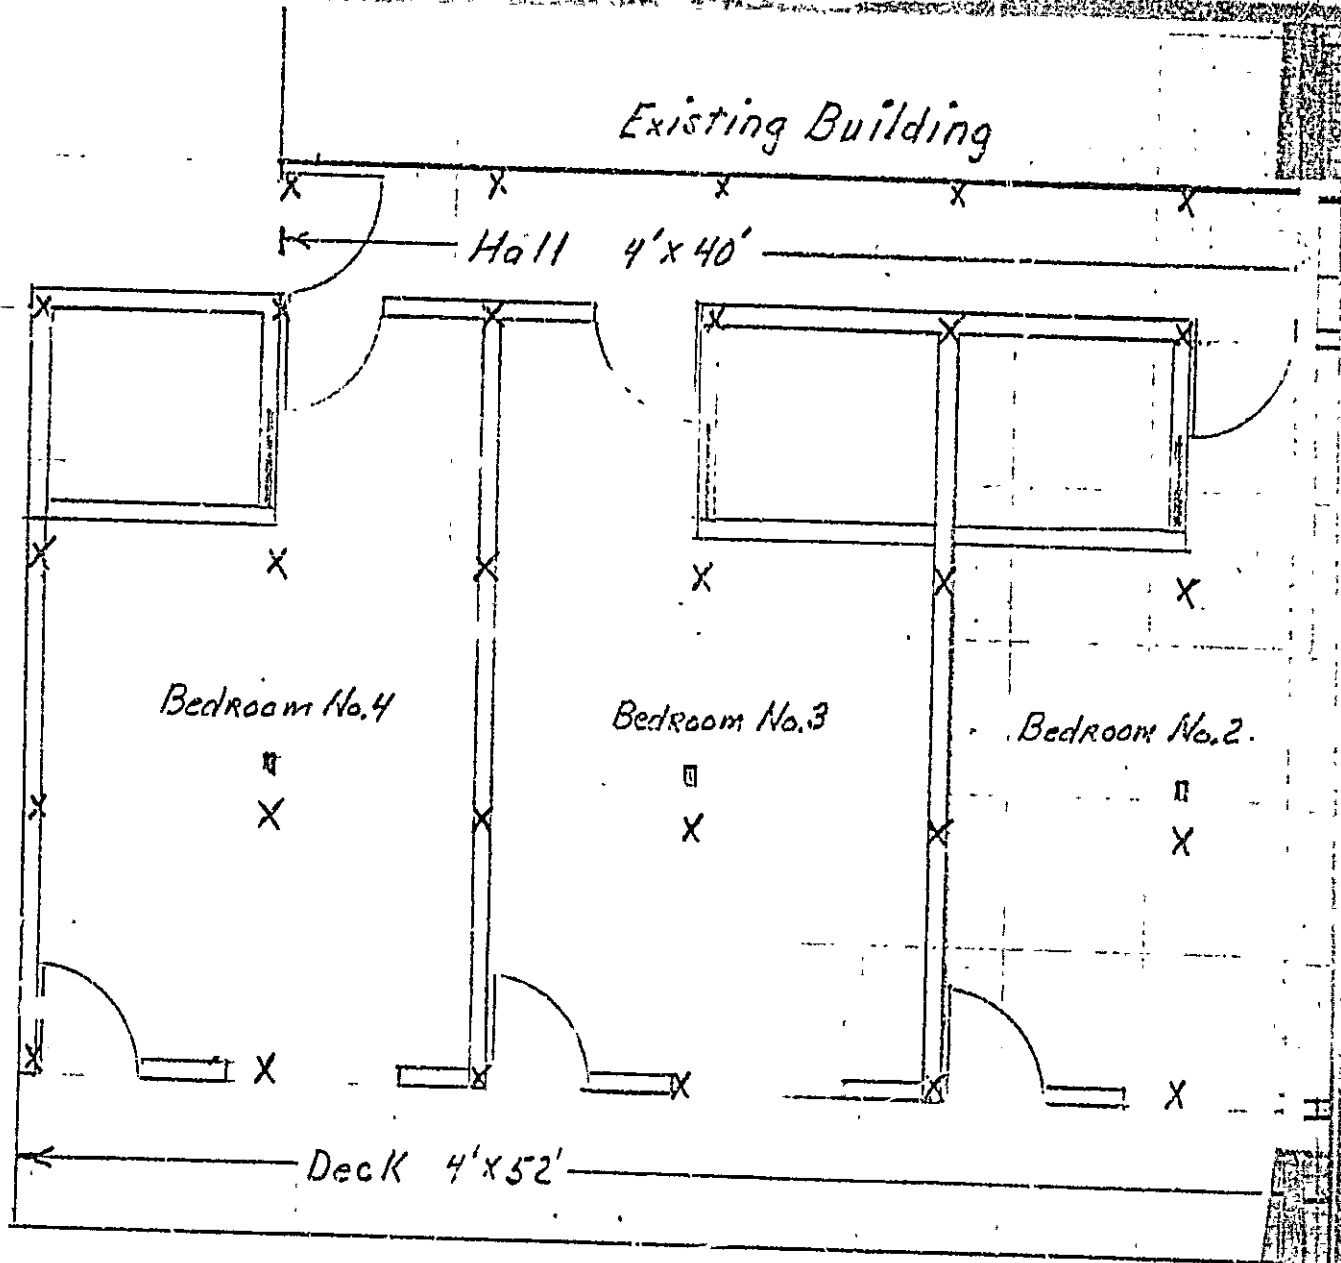 Existing Building
Hall 4'x40'
Bedroom No.4
Bedroom No.3
Bedroom No.2.
Deck 4'x52'